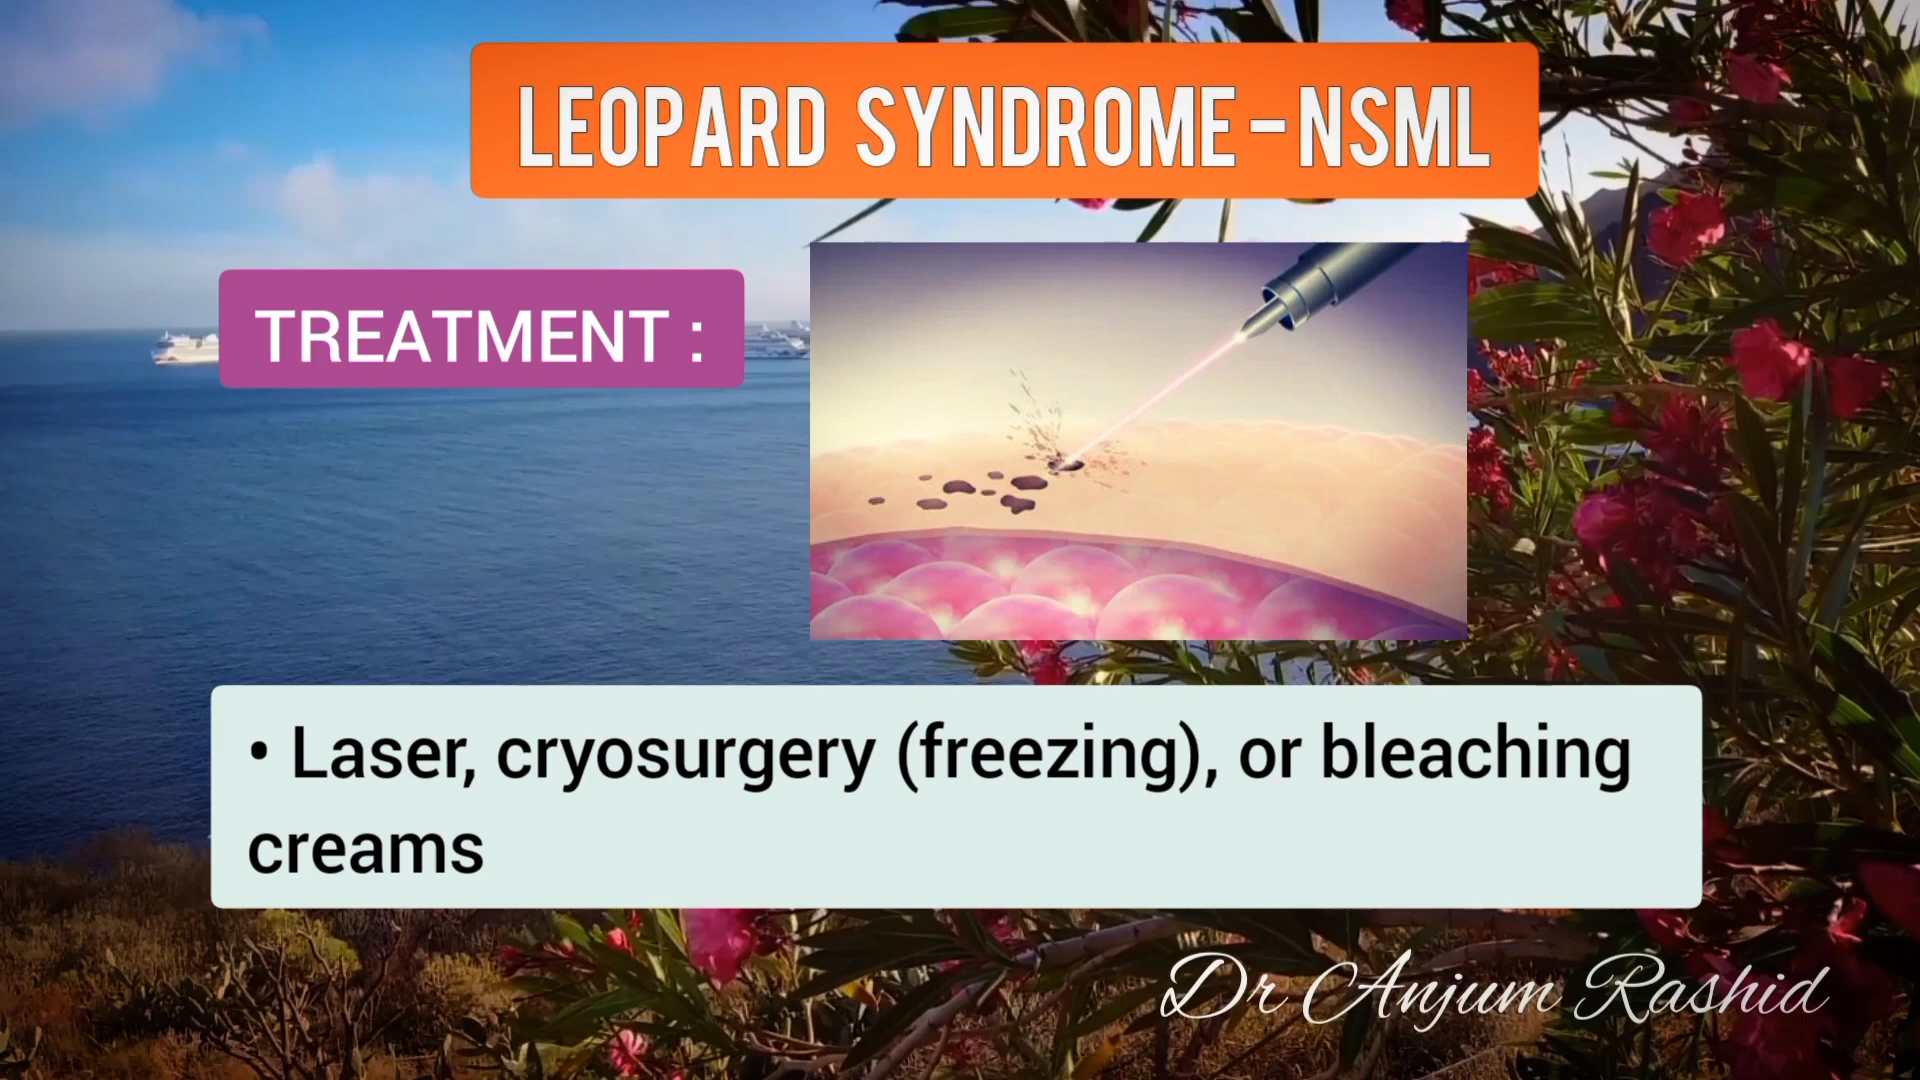 LEOPARD SYNDROME - NSML
TREATMENT :
• Laser, cryosurgery (freezing), or bleaching
creams
Dr Anjum Rashid